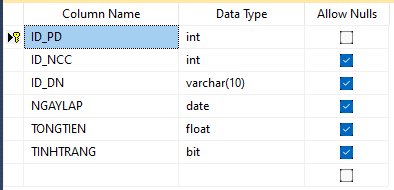 Column Name Data Type Allow Nulls
ID_PD int
ID_NCC int
ID_DN varchar(10)
NGAYLAP date
TONGTIEN float
TINHTRANG bit